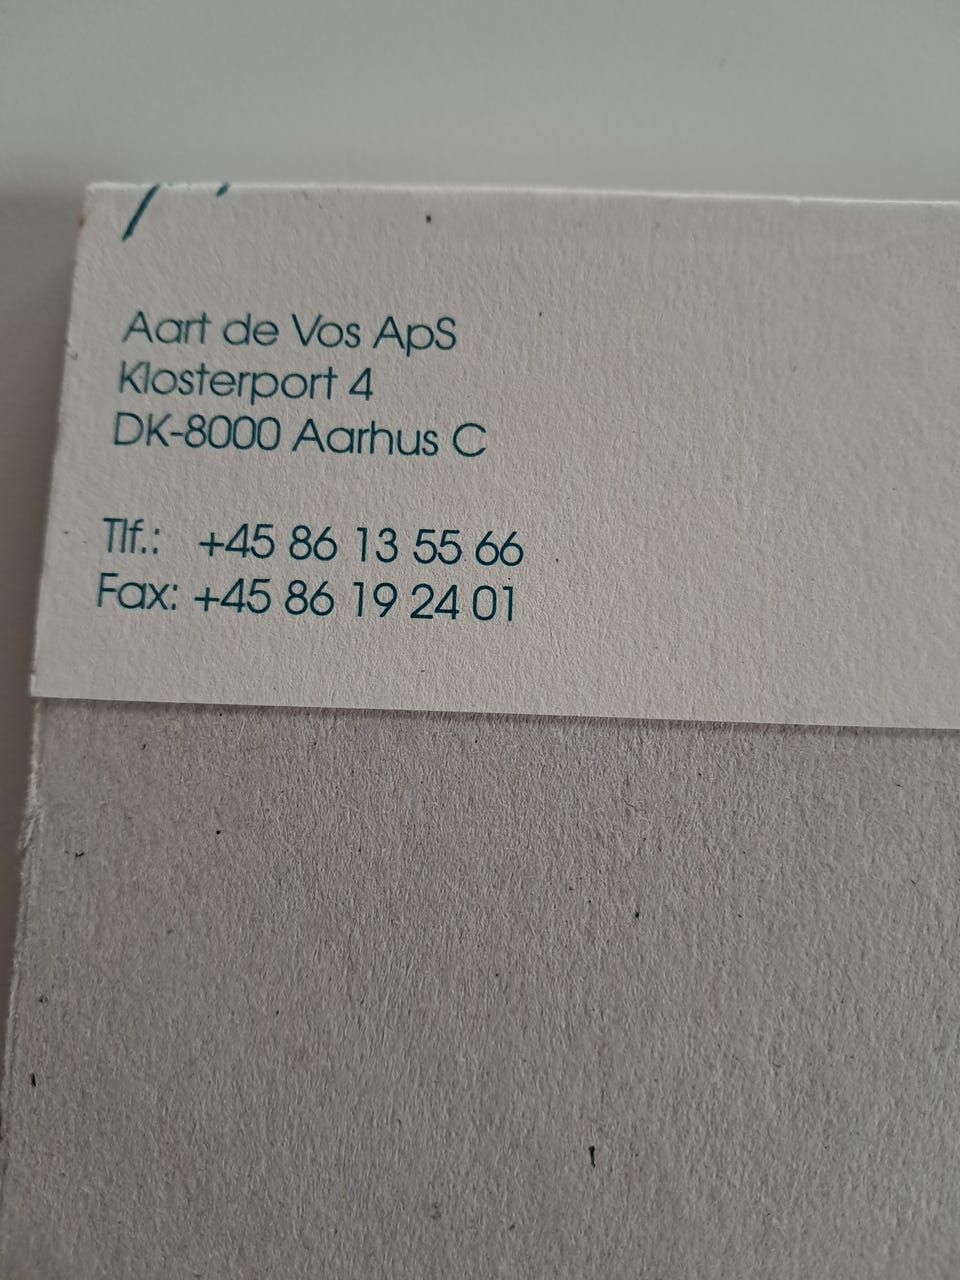 Aart de Vos ApS
Klosterport 4
DK-8000 Aarhus C
Tlf.: +45 86 13 55 66
Fax: +45 86 19 24 01